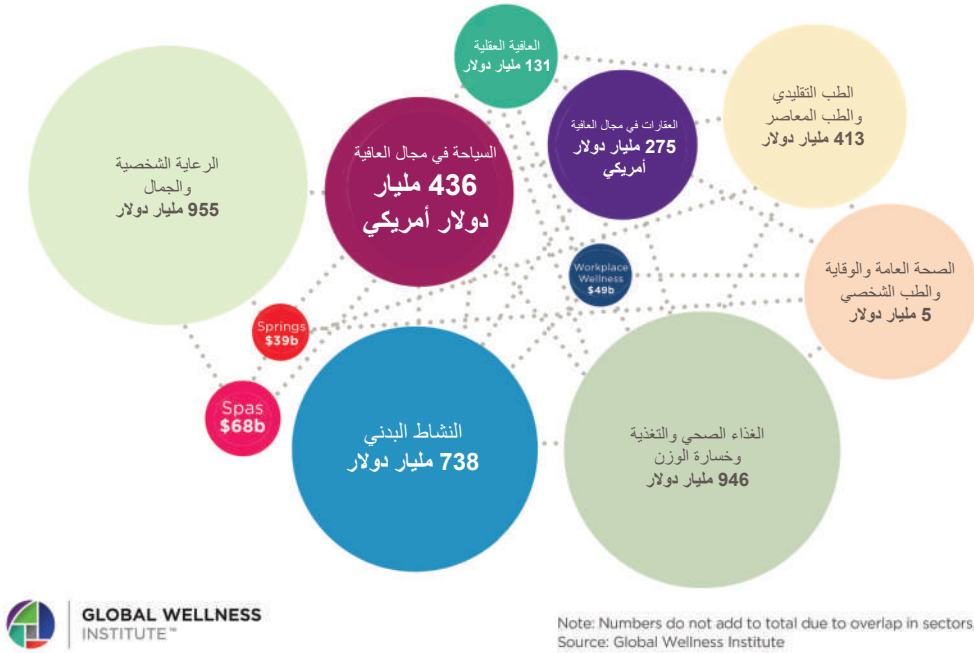 العافية العقلية
131 مليار دولار
الطب التقليدي
والطب المعاصر
413 مليار دولار
العقارات في مجال العافية
275 مليار دولار
أمريكي
السياحة في مجال العافية
436 مليار
دولار أمريكي
الرعاية الشخصية
والجمال
955 مليار دولار
الصحة العامة والوقاية
والطب الشخصي
5 مليار دولار
Workplace
Wellness
$49b
Springs
$39b
Spas
$68b
النشاط البدني
738 مليار دولار
الغذاء الصحي والتغذية
وخسارة الوزن
946 مليار دولار
GLOBAL WELLNESS
INSTITUTE™
Note: Numbers do not add to total due to overlap in sectors.
Source: Global Wellness Institute